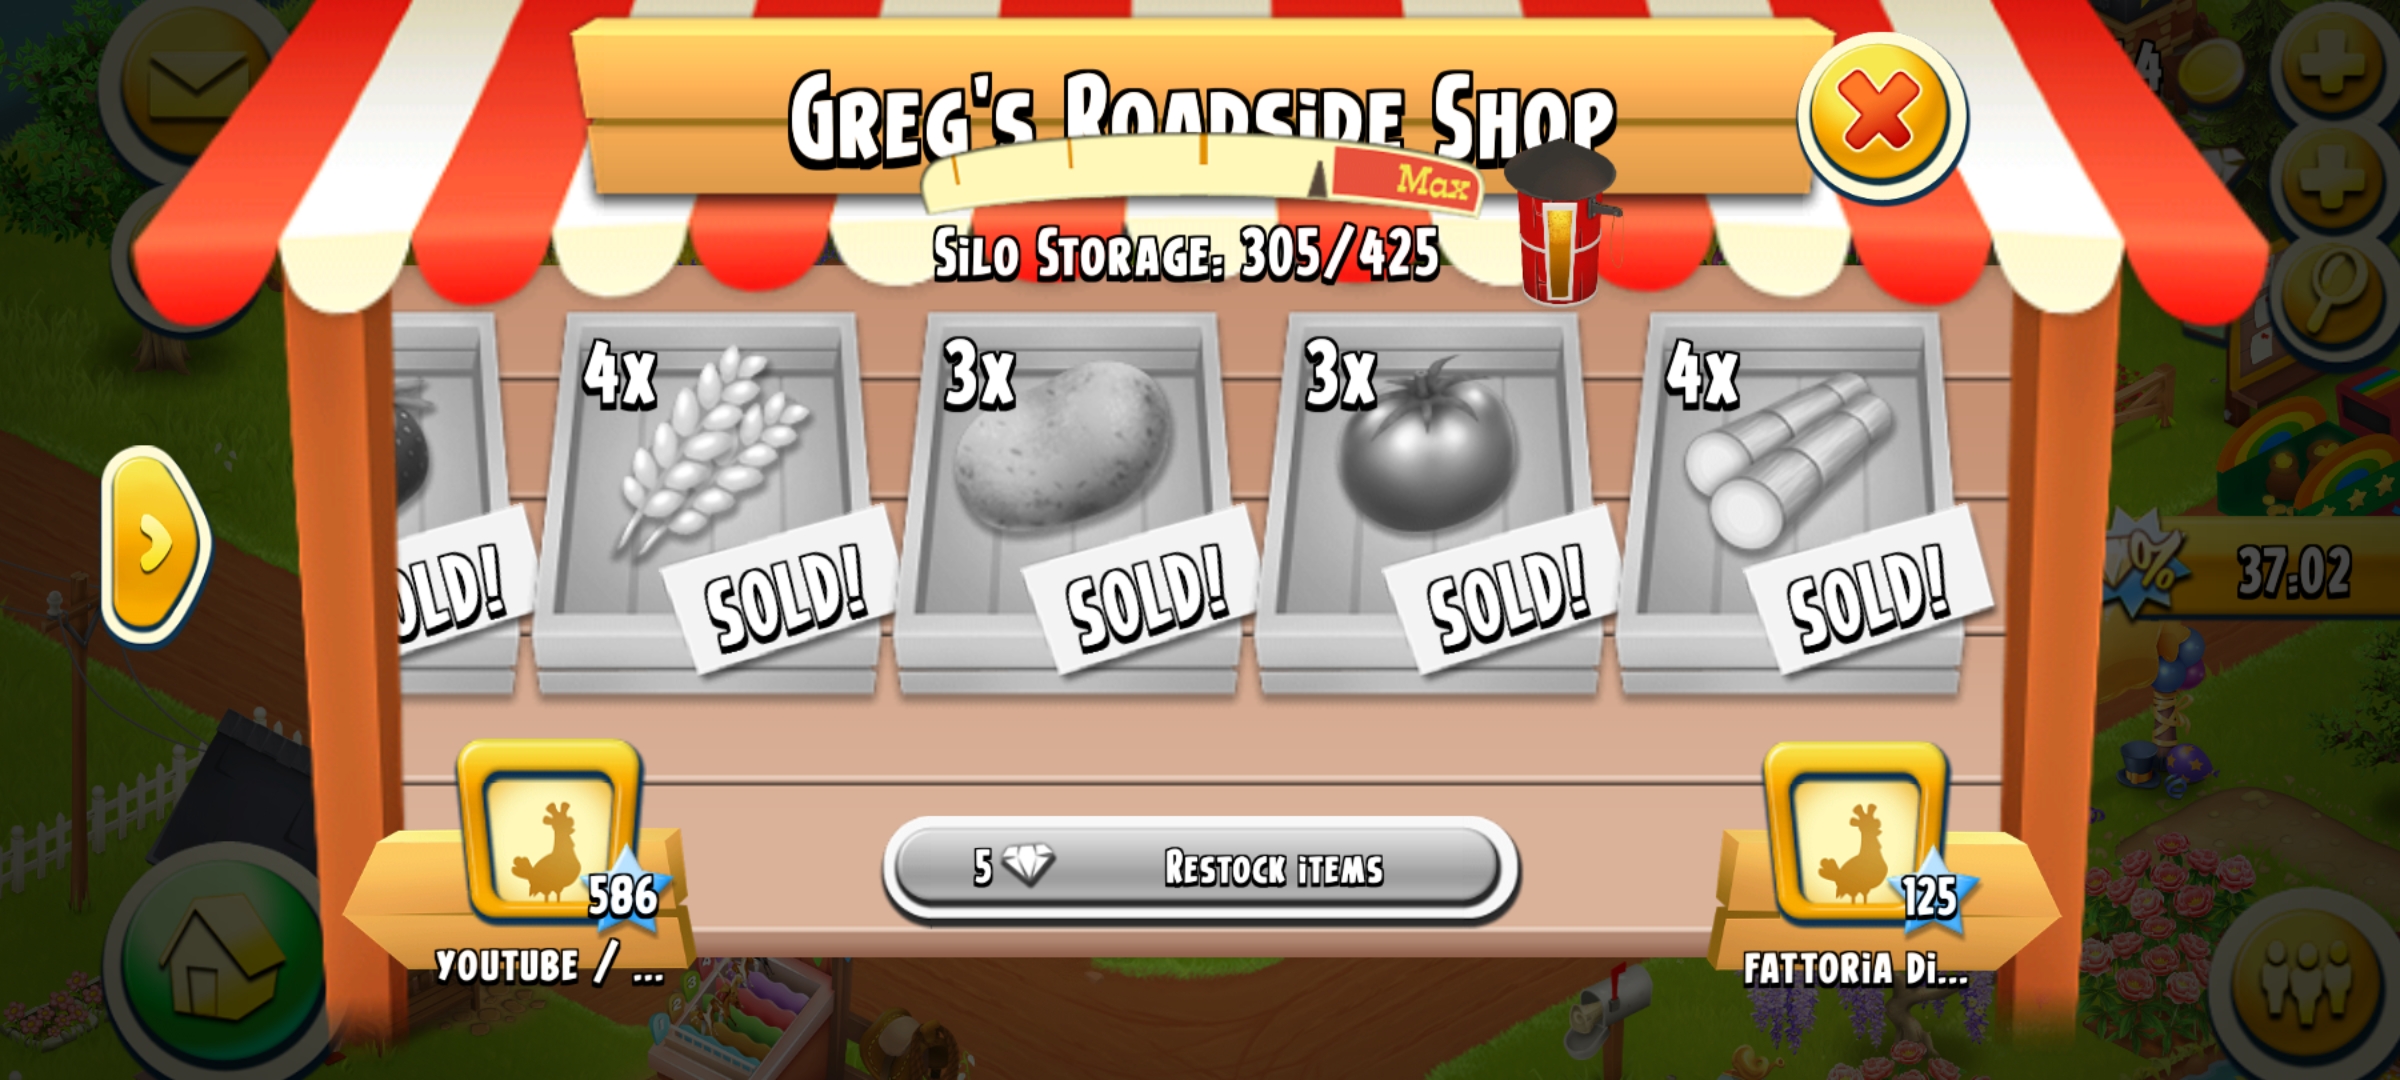 GREG'S ROADSIDE SHOP
Max
SILO STORAGE: 305/425
4x
3x
3x
4x
OLD!
SOLD!
SOLD!
SOLD!
SOLD!
37:02
586
5
RESTOCK ITEMS
125
YOUTUBE / ...
FATTORIA DI...